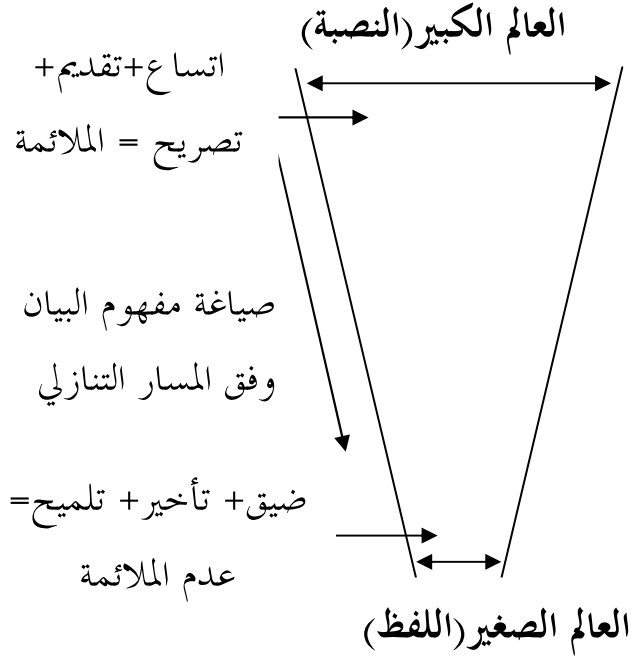 العالم الكبير(النصبة)
اتساع+تقديم+
تصريح = الملائمة
صياغة مفهوم البيان
وفق المسار التنازلي
ضيق+ تأخير+ تلميح=
عدم الملائمة
العالم الصغير(اللفظ)